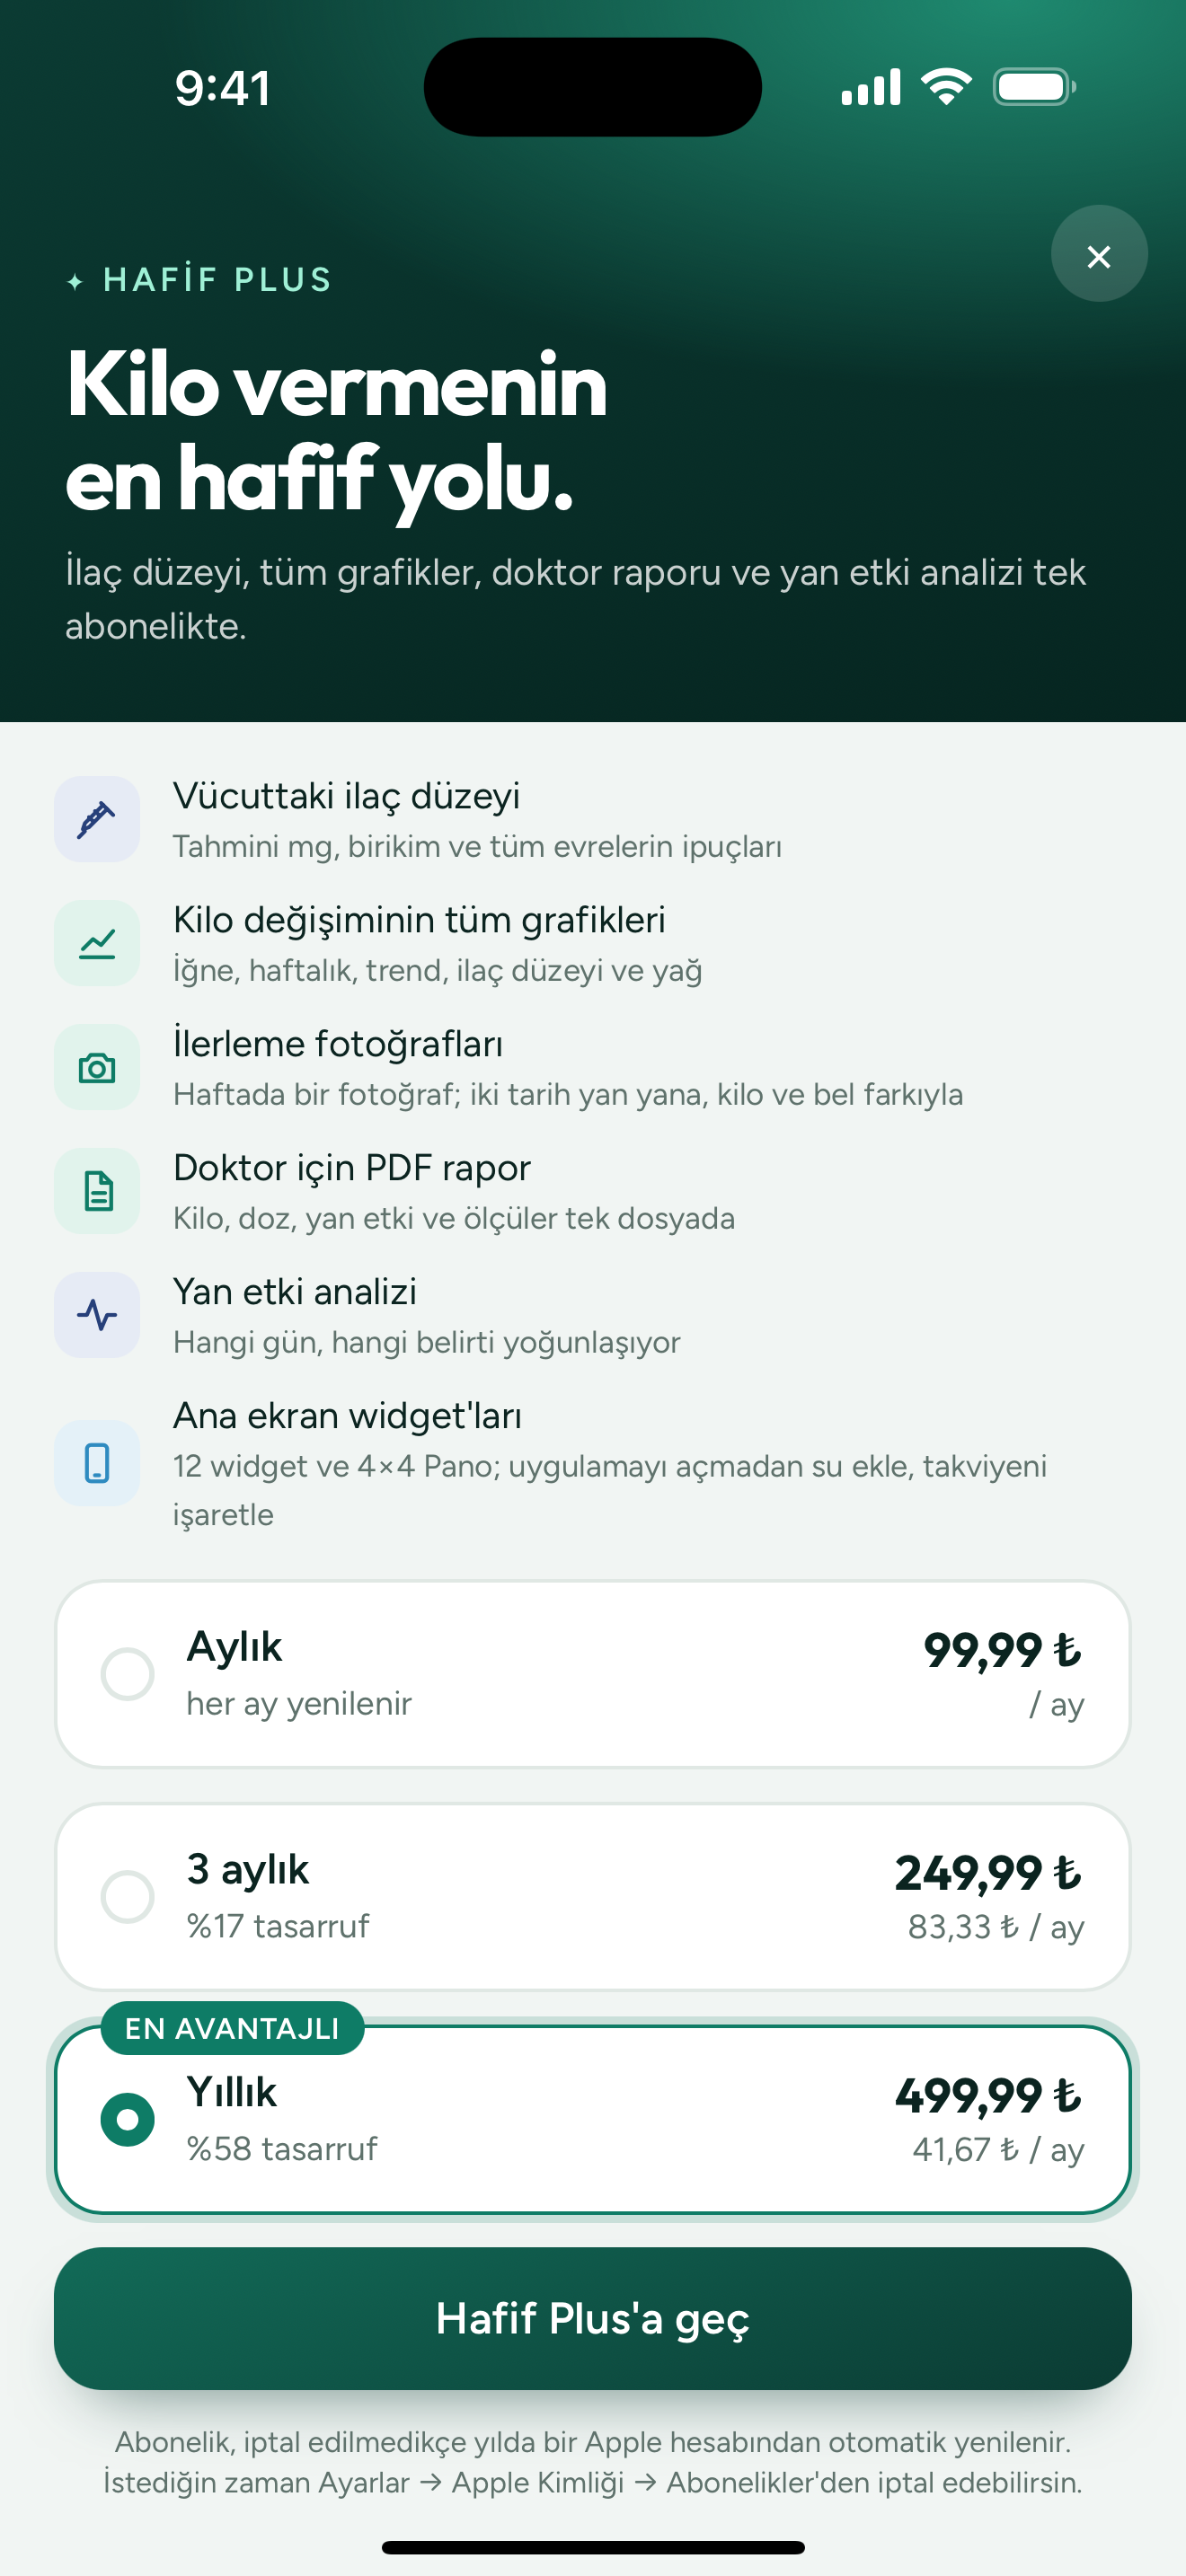 9:41
✦ HAFİF PLUS
Kilo vermenin
en hafif yolu.
İlaç düzeyi, tüm grafikler, doktor raporu ve yan etki analizi tek
abonelikte.
Vücuttaki ilaç düzeyi
Tahmini mg, birikim ve tüm evrelerin ipuçları
Kilo değişiminin tüm grafikleri
İğne, haftalık, trend, ilaç düzeyi ve yağ
İlerleme fotoğrafları
Haftada bir fotoğraf; iki tarih yan yana, kilo ve bel farkıyla
Doktor için PDF rapor
Kilo, doz, yan etki ve ölçüler tek dosyada
Yan etki analizi
Hangi gün, hangi belirti yoğunlaşıyor
Ana ekran widget'ları
12 widget ve 4×4 Pano; uygulamayı açmadan su ekle, takviyeni
işaretle
Aylık
99,99 ₺
her ay yenilenir
/ ay
3 aylık
249,99 ₺
%17 tasarruf
83,33 ₺ / ay
EN AVANTAJLI
Yıllık
499,99 ₺
%58 tasarruf
41,67 ₺ / ay
Hafif Plus'a geç
Abonelik, iptal edilmedikçe yılda bir Apple hesabından otomatik yenilenir.
İstediğin zaman Ayarlar → Apple Kimliği → Abonelikler'den iptal edebilirsin.